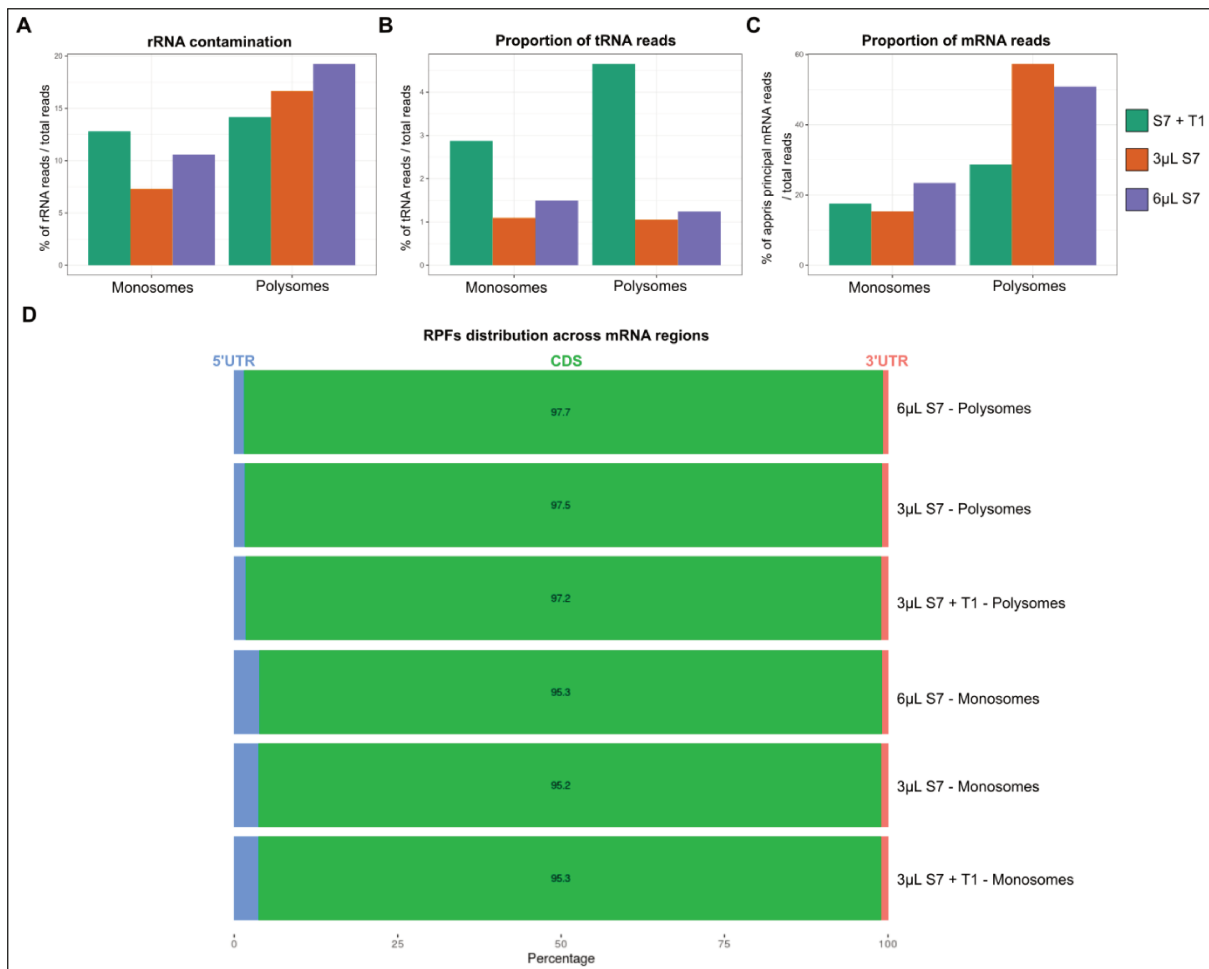 A
rRNA contamination
% of rRNA reads / total reads
20
15
10
5
0
Monosomes
Polysomes
B
Proportion of tRNA reads
% of tRNA reads / total reads
4
3
2
1
0
Monosomes
Polysomes
C
Proportion of mRNA reads
% of appris principal mRNA reads
/ total reads
60
40
20
0
Monosomes
Polysomes
S7 + T1
3µL S7
6µL S7
D
RPFs distribution across mRNA regions
5'UTR CDS 3'UTR
97.7 6µL S7 - Polysomes
97.5 3µL S7 - Polysomes
97.2 3µL S7 + T1 - Polysomes
95.3 6µL S7 - Monosomes
95.2 3µL S7 - Monosomes
95.3 3µL S7 + T1 - Monosomes
0 25 50 75 100
Percentage